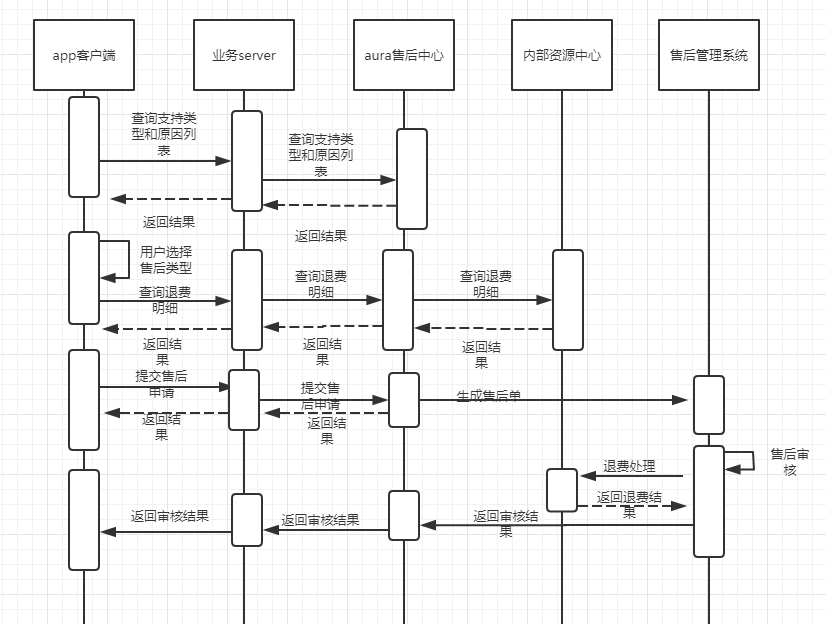 app客户端
业务server
aura售后中心
内部资源中心
售后管理系统
查询支持类
型和原因列
表
查询支持类
型和原因列
表
返回结果
返回结果
用户选择
售后类型
查询退费
明细
查询退费
明细
查询退费
明细
返回结
果
返回结
果
返回结
果
提交售后
申请
提交售
后申请
生成售后单
返回结
果
返回结
果
售后审
核
退费处理
返回退费结
果
返回审核结
果
返回审核结果
返回审核结果